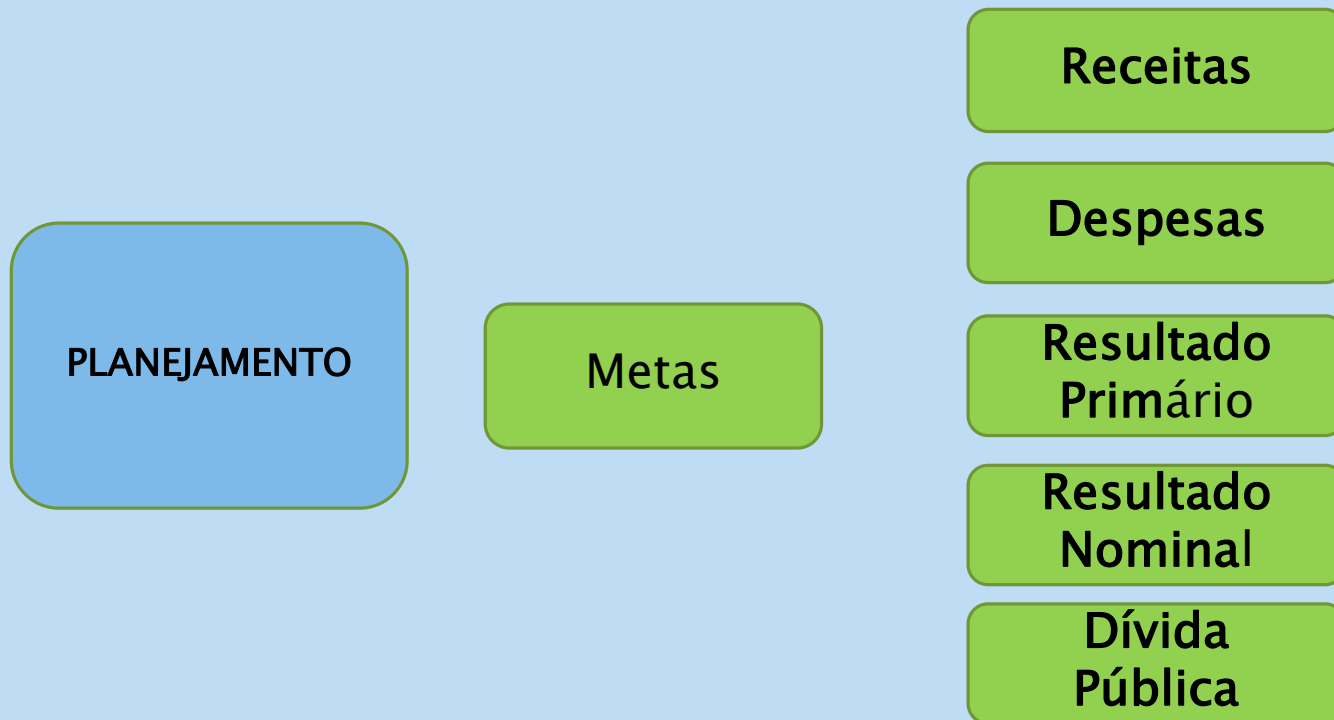 PLANEJAMENTO
Metas
Receitas
Despesas
Resultado
Primário
Resultado
Nominal
Dívida
Pública